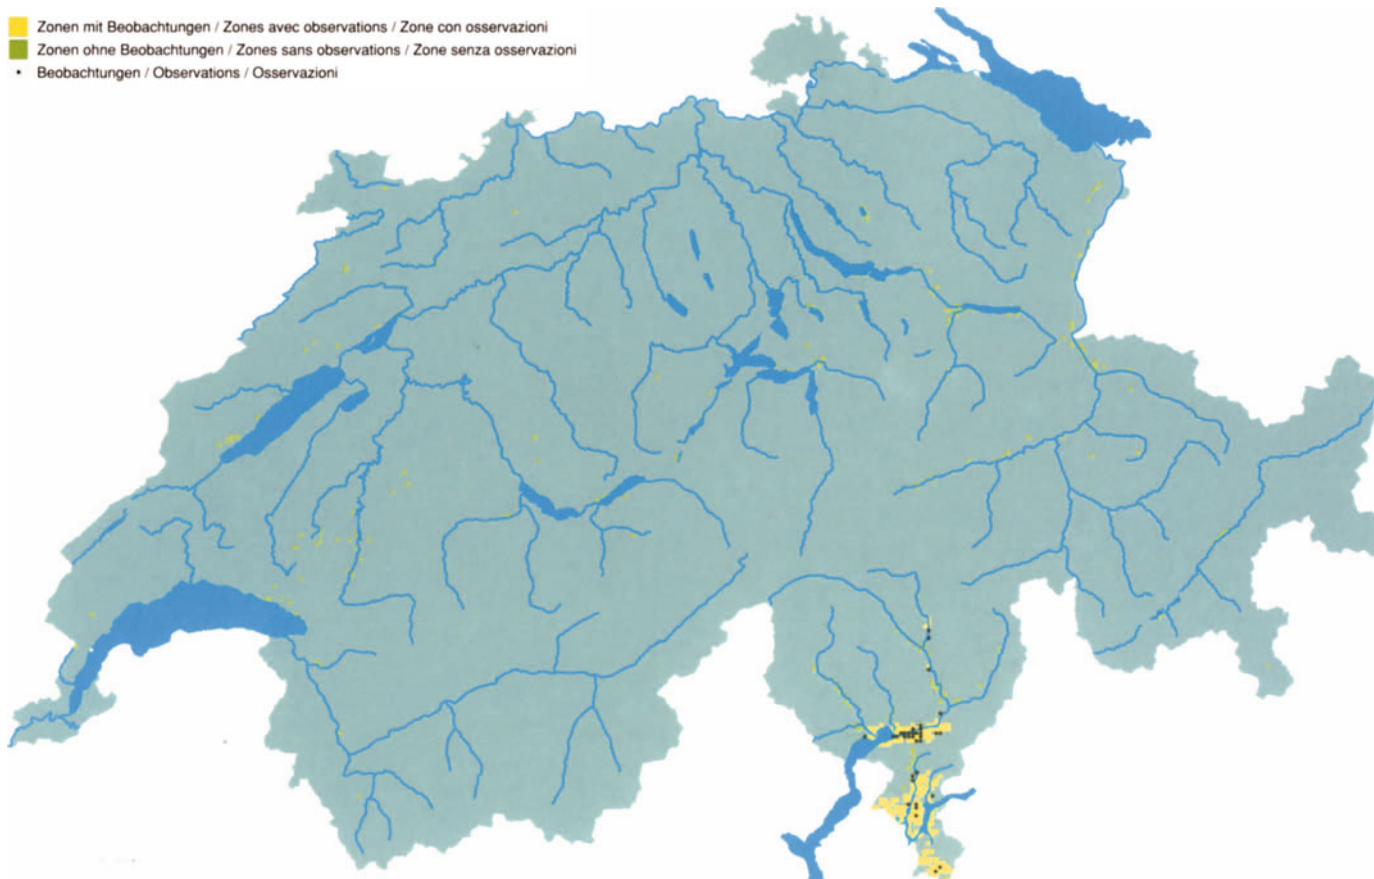 Zonen mit Beobachtungen / Zones avec observations / Zone con osservazioni
Zonen ohne Beobachtungen / Zones sans observations / Zone senza osservazioni
Beobachtungen / Observations / Osservazioni